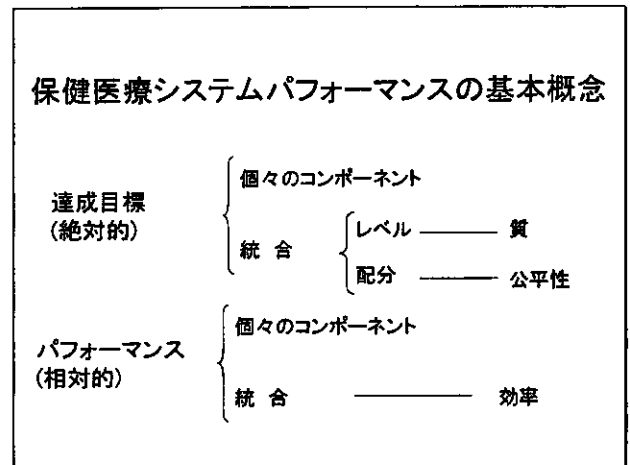 保健医療システムパフォーマンスの基本概念
個々のコンポーネント
達成目標
(絶対的)
レベル ——— 質
統 合
配分 ——— 公平性
個々のコンポーネント
パフォーマンス
(相対的)
統 合 ——— 効率